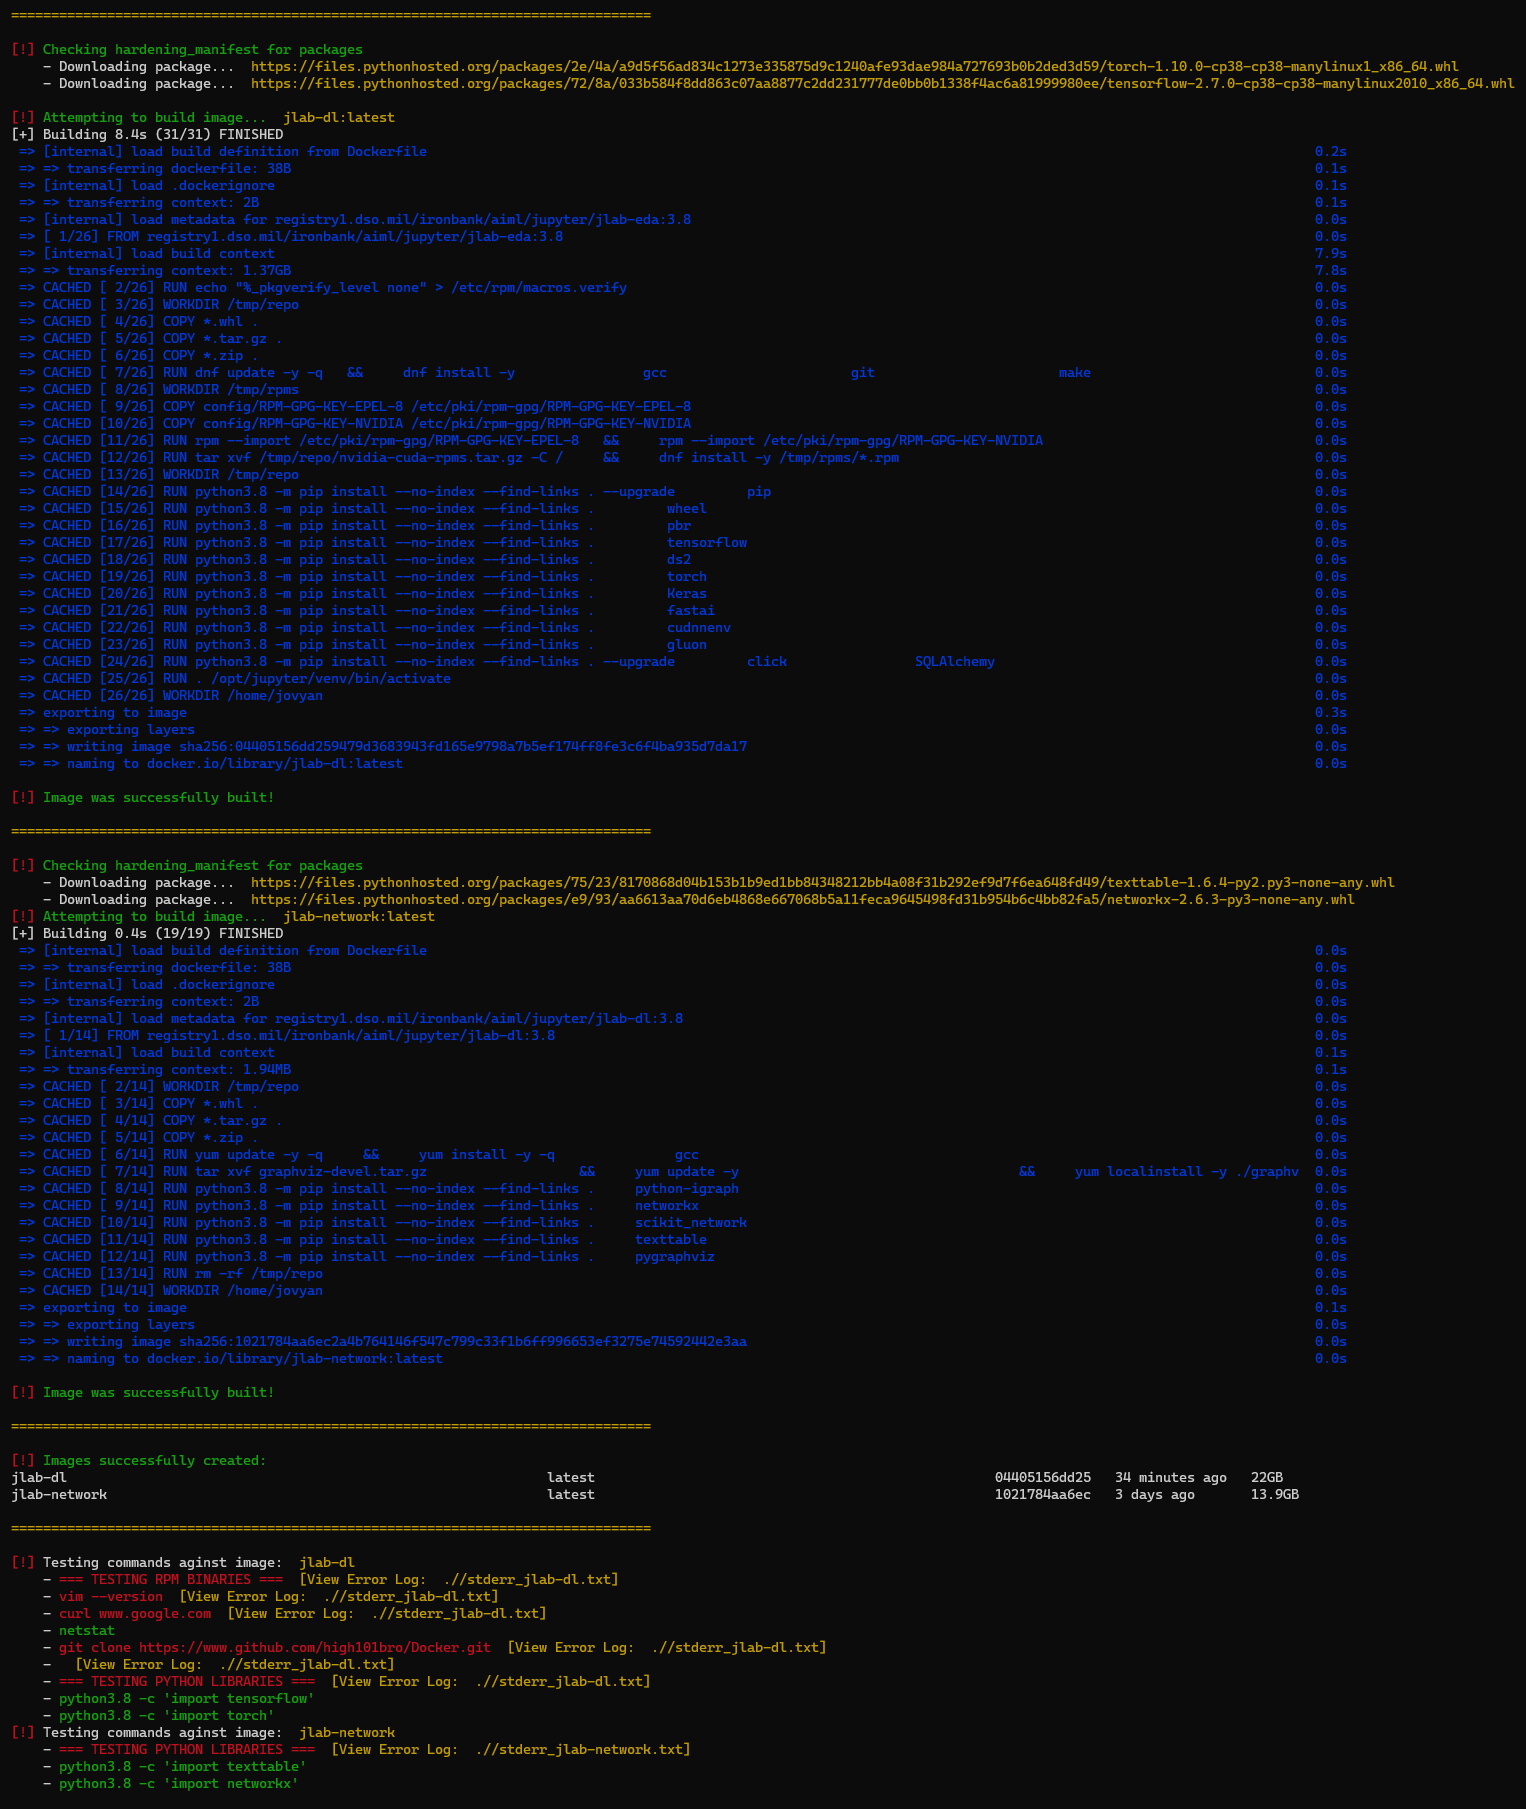 ================================================================================
[!] Checking hardening_manifest for packages
    - Downloading package...  https://files.pythonhosted.org/packages/2e/4a/a9d5f56ad834c1273e335875d9c1240afe93dae984a727693b0b2ded3d59/torch-1.10.0-cp38-cp38-manylinux1_x86_64.whl
    - Downloading package...  https://files.pythonhosted.org/packages/72/8a/033b584f8dd863c07aa8877c2dd231777de0bb0b1338f4ac6a81999980ee/tensorflow-2.7.0-cp38-cp38-manylinux2010_x86_64.whl
[!] Attempting to build image...  jlab-dl:latest
[+] Building 8.4s (31/31) FINISHED
 => [internal] load build definition from Dockerfile 0.2s
 => => transferring dockerfile: 38B 0.1s
 => [internal] load .dockerignore 0.1s
 => => transferring context: 2B 0.1s
 => [internal] load metadata for registry1.dso.mil/ironbank/aiml/jupyter/jlab-eda:3.8 0.0s
 => [ 1/26] FROM registry1.dso.mil/ironbank/aiml/jupyter/jlab-eda:3.8 0.0s
 => [internal] load build context 7.9s
 => => transferring context: 1.37GB 7.8s
 => CACHED [ 2/26] RUN echo "%_pkgverify_level none" > /etc/rpm/macros.verify 0.0s
 => CACHED [ 3/26] WORKDIR /tmp/repo 0.0s
 => CACHED [ 4/26] COPY *.whl . 0.0s
 => CACHED [ 5/26] COPY *.tar.gz . 0.0s
 => CACHED [ 6/26] COPY *.zip . 0.0s
 => CACHED [ 7/26] RUN dnf update -y -q   &&     dnf install -y                gcc                       git                       make 0.0s
 => CACHED [ 8/26] WORKDIR /tmp/rpms 0.0s
 => CACHED [ 9/26] COPY config/RPM-GPG-KEY-EPEL-8 /etc/pki/rpm-gpg/RPM-GPG-KEY-EPEL-8 0.0s
 => CACHED [10/26] COPY config/RPM-GPG-KEY-NVIDIA /etc/pki/rpm-gpg/RPM-GPG-KEY-NVIDIA 0.0s
 => CACHED [11/26] RUN rpm --import /etc/pki/rpm-gpg/RPM-GPG-KEY-EPEL-8   &&     rpm --import /etc/pki/rpm-gpg/RPM-GPG-KEY-NVIDIA 0.0s
 => CACHED [12/26] RUN tar xvf /tmp/repo/nvidia-cuda-rpms.tar.gz -C /     &&     dnf install -y /tmp/rpms/*.rpm 0.0s
 => CACHED [13/26] WORKDIR /tmp/repo 0.0s
 => CACHED [14/26] RUN python3.8 -m pip install --no-index --find-links . --upgrade         pip 0.0s
 => CACHED [15/26] RUN python3.8 -m pip install --no-index --find-links .         wheel 0.0s
 => CACHED [16/26] RUN python3.8 -m pip install --no-index --find-links .         pbr 0.0s
 => CACHED [17/26] RUN python3.8 -m pip install --no-index --find-links .         tensorflow 0.0s
 => CACHED [18/26] RUN python3.8 -m pip install --no-index --find-links .         ds2 0.0s
 => CACHED [19/26] RUN python3.8 -m pip install --no-index --find-links .         torch 0.0s
 => CACHED [20/26] RUN python3.8 -m pip install --no-index --find-links .         Keras 0.0s
 => CACHED [21/26] RUN python3.8 -m pip install --no-index --find-links .         fastai 0.0s
 => CACHED [22/26] RUN python3.8 -m pip install --no-index --find-links .         cudnnenv 0.0s
 => CACHED [23/26] RUN python3.8 -m pip install --no-index --find-links .         gluon 0.0s
 => CACHED [24/26] RUN python3.8 -m pip install --no-index --find-links . --upgrade         click                SQLAlchemy 0.0s
 => CACHED [25/26] RUN . /opt/jupyter/venv/bin/activate 0.0s
 => CACHED [26/26] WORKDIR /home/jovyan 0.0s
 => exporting to image 0.3s
 => => exporting layers 0.0s
 => => writing image sha256:04405156dd259479d3683943fd165e9798a7b5ef174ff8fe3c6f4ba935d7da17 0.0s
 => => naming to docker.io/library/jlab-dl:latest 0.0s
[!] Image was successfully built!
================================================================================
[!] Checking hardening_manifest for packages
    - Downloading package...  https://files.pythonhosted.org/packages/75/23/8170868d04b153b1b9ed1bb84348212bb4a08f31b292ef9d7f6ea648fd49/texttable-1.6.4-py2.py3-none-any.whl
    - Downloading package...  https://files.pythonhosted.org/packages/e9/93/aa6613aa70d6eb4868e667068b5a11feca9645498fd31b954b6c4bb82fa5/networkx-2.6.3-py3-none-any.whl
[!] Attempting to build image...  jlab-network:latest
[+] Building 0.4s (19/19) FINISHED
 => [internal] load build definition from Dockerfile 0.0s
 => => transferring dockerfile: 38B 0.0s
 => [internal] load .dockerignore 0.0s
 => => transferring context: 2B 0.0s
 => [internal] load metadata for registry1.dso.mil/ironbank/aiml/jupyter/jlab-dl:3.8 0.0s
 => [ 1/14] FROM registry1.dso.mil/ironbank/aiml/jupyter/jlab-dl:3.8 0.0s
 => [internal] load build context 0.1s
 => => transferring context: 1.94MB 0.1s
 => CACHED [ 2/14] WORKDIR /tmp/repo 0.0s
 => CACHED [ 3/14] COPY *.whl . 0.0s
 => CACHED [ 4/14] COPY *.tar.gz . 0.0s
 => CACHED [ 5/14] COPY *.zip . 0.0s
 => CACHED [ 6/14] RUN yum update -y -q     &&     yum install -y -q               gcc 0.0s
 => CACHED [ 7/14] RUN tar xvf graphviz-devel.tar.gz                   &&     yum update -y                                   &&     yum localinstall -y ./graphv 0.0s
 => CACHED [ 8/14] RUN python3.8 -m pip install --no-index --find-links .     python-igraph 0.0s
 => CACHED [ 9/14] RUN python3.8 -m pip install --no-index --find-links .     networkx 0.0s
 => CACHED [10/14] RUN python3.8 -m pip install --no-index --find-links .     scikit_network 0.0s
 => CACHED [11/14] RUN python3.8 -m pip install --no-index --find-links .     texttable 0.0s
 => CACHED [12/14] RUN python3.8 -m pip install --no-index --find-links .     pygraphviz 0.0s
 => CACHED [13/14] RUN rm -rf /tmp/repo 0.0s
 => CACHED [14/14] WORKDIR /home/jovyan 0.0s
 => exporting to image 0.1s
 => => exporting layers 0.0s
 => => writing image sha256:1021784aa6ec2a4b764146f547c799c33f1b6ff996653ef3275e74592442e3aa 0.0s
 => => naming to docker.io/library/jlab-network:latest 0.0s
[!] Image was successfully built!
================================================================================
[!] Images successfully created:
jlab-dl latest 04405156dd25   34 minutes ago   22GB
jlab-network latest 1021784aa6ec   3 days ago       13.9GB
================================================================================
[!] Testing commands aginst image:  jlab-dl
    - === TESTING RPM BINARIES ===  [View Error Log:  .//stderr_jlab-dl.txt]
    - vim --version  [View Error Log:  .//stderr_jlab-dl.txt]
    - curl www.google.com  [View Error Log:  .//stderr_jlab-dl.txt]
    - netstat
    - git clone https://www.github.com/high101bro/Docker.git  [View Error Log:  .//stderr_jlab-dl.txt]
    -   [View Error Log:  .//stderr_jlab-dl.txt]
    - === TESTING PYTHON LIBRARIES ===  [View Error Log:  .//stderr_jlab-dl.txt]
    - python3.8 -c 'import tensorflow'
    - python3.8 -c 'import torch'
[!] Testing commands aginst image:  jlab-network
    - === TESTING PYTHON LIBRARIES ===  [View Error Log:  .//stderr_jlab-network.txt]
    - python3.8 -c 'import texttable'
    - python3.8 -c 'import networkx'